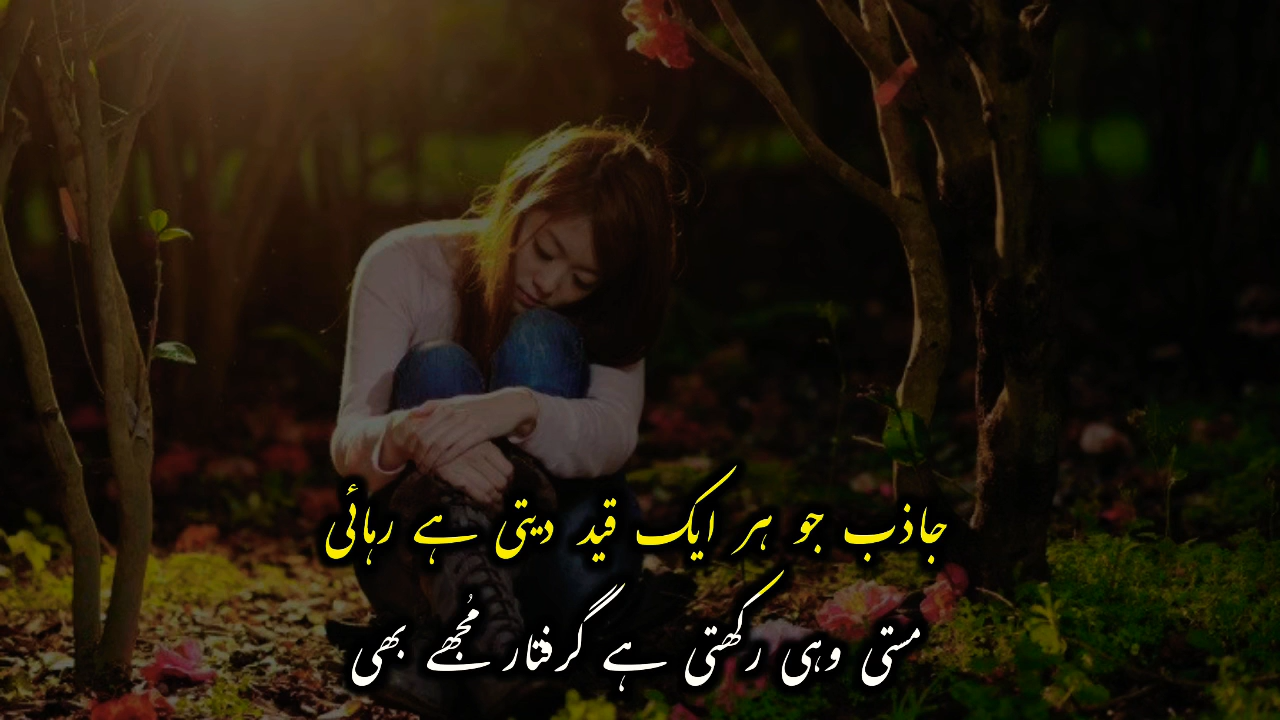 جاذب جو ہر ایک قید دیتی ہے رہائی
مستی وہی رکھتی ہے گرفتار مُجھے بھی